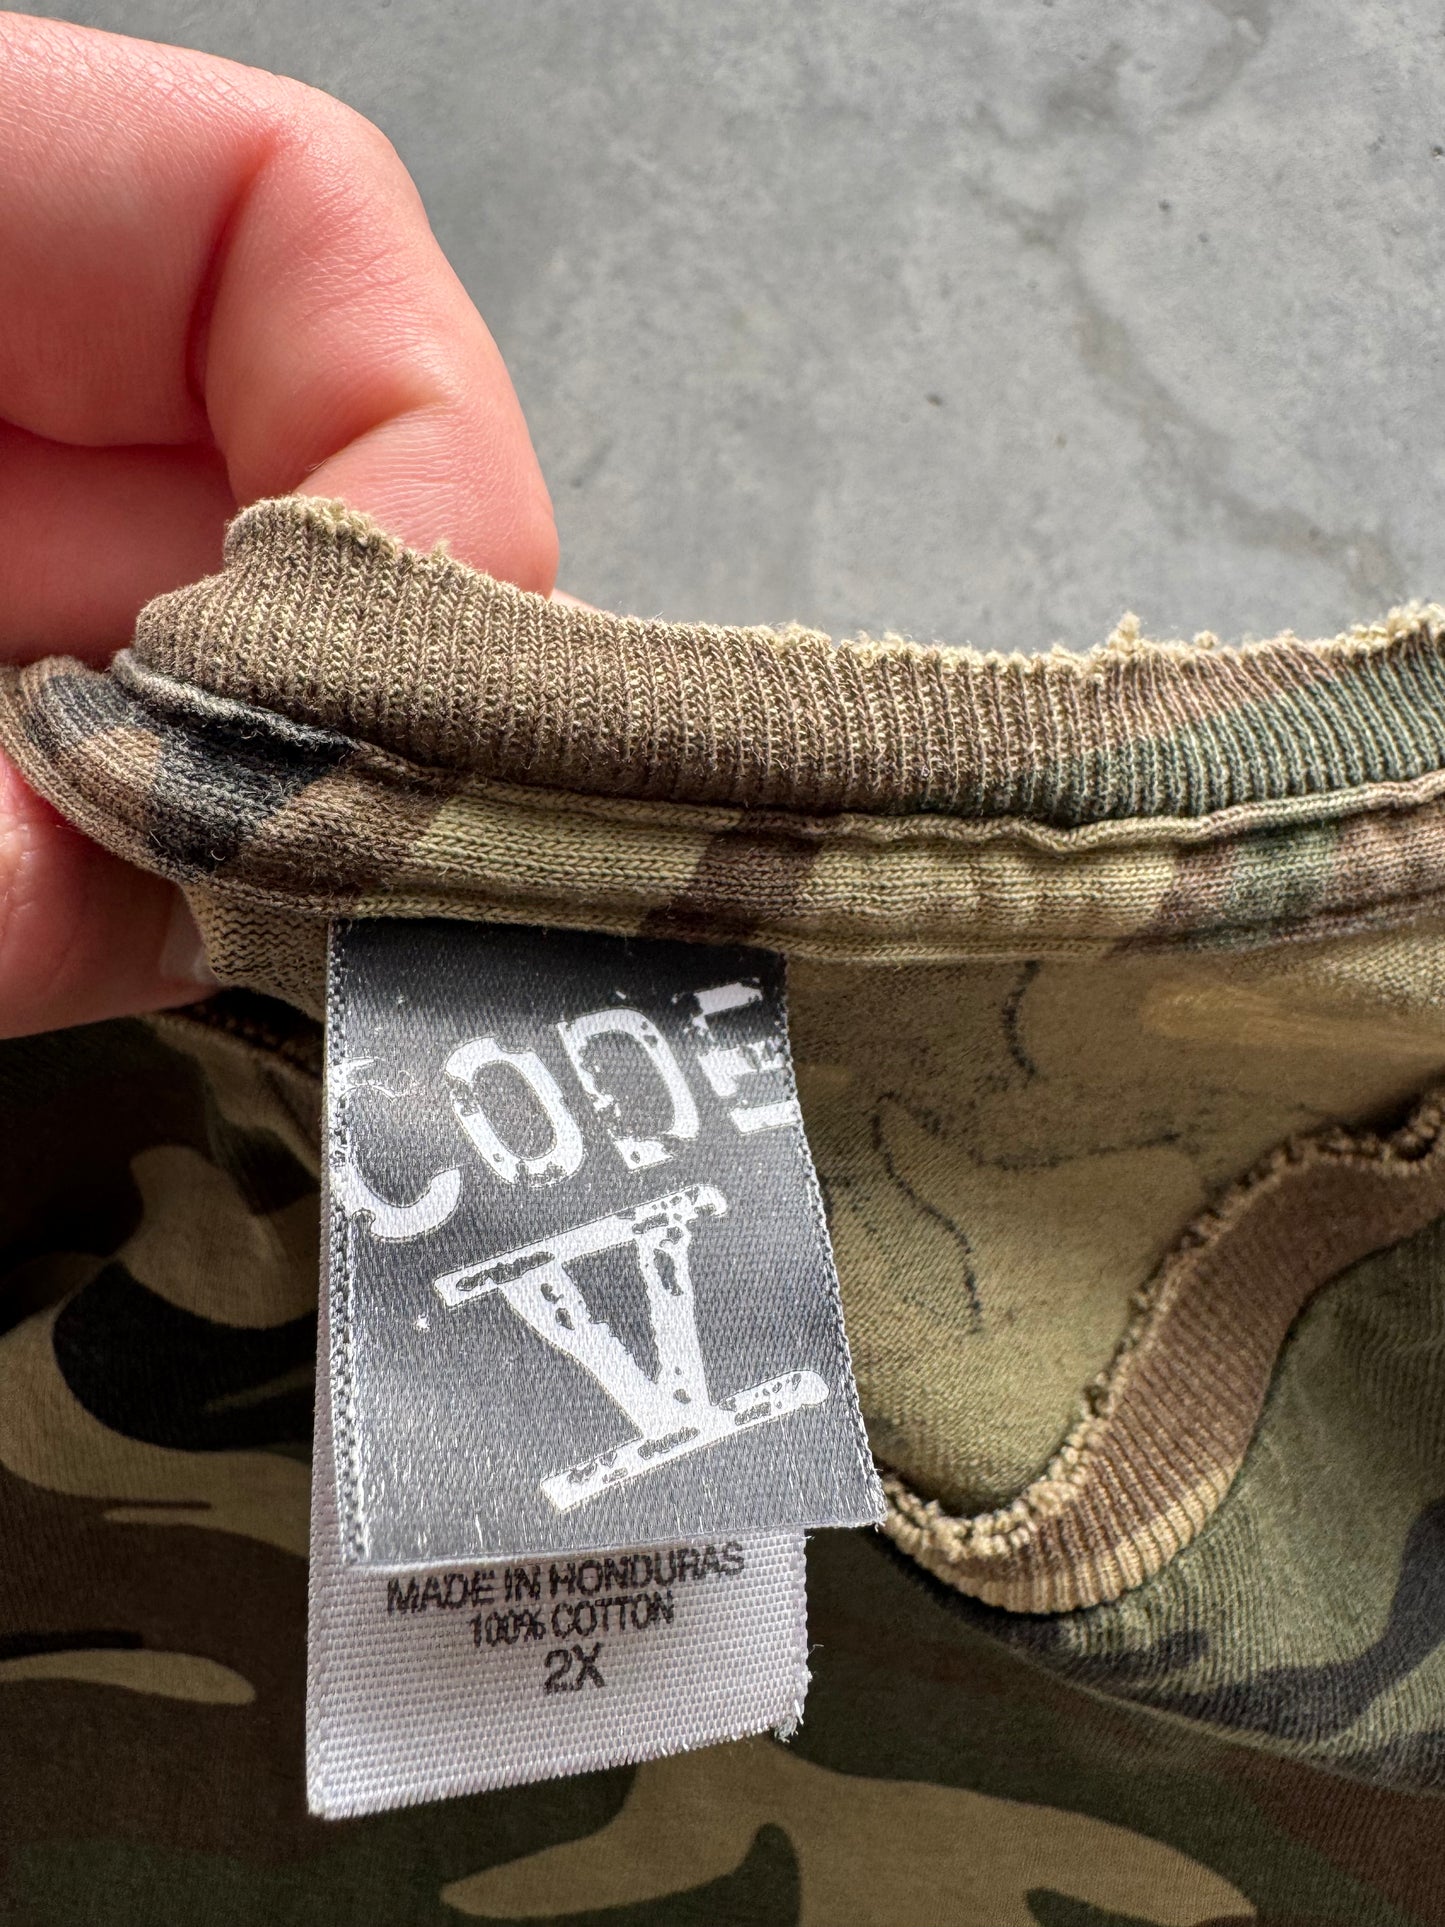 CODE
V
MADE IN HONDURAS
100% COTTON
2X